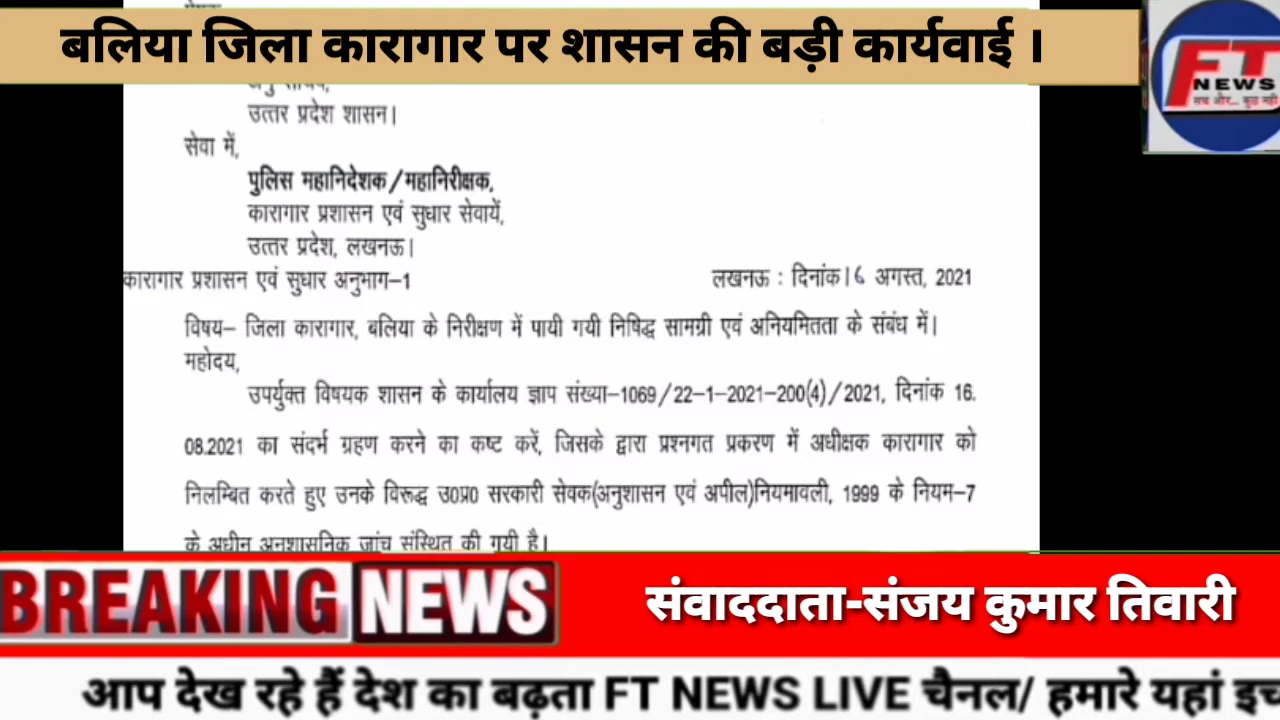 बलिया जिला कारागार पर शासन की बड़ी कार्यवाई ।
FT
NEWS
उत्तर प्रदेश शासन।
सेवा में,
पुलिस महानिदेशक/महानिरीक्षक,
कारागार प्रशासन एवं सुधार सेवायें,
उत्तर प्रदेश, लखनऊ।
कारागार प्रशासन एवं सुधार अनुभाग-1 लखनऊ : दिनांक 16 अगस्त, 2021
विषय- जिला कारागार, बलिया के निरीक्षण में पायी गयी निषिद्ध सामग्री एवं अनियमितता के संबंध में।
महोदय,
उपर्युक्त विषयक शासन के कार्यालय ज्ञाप संख्या-1069/22-1-2021-200(4)/2021, दिनांक 16.
08.2021 का संदर्भ ग्रहण करने का कष्ट करें, जिसके द्वारा प्रश्नगत प्रकरण में अधीक्षक कारागार को
निलम्बित करते हुए उनके विरूद्ध उ0प्र0 सरकारी सेवक(अनुशासन एवं अपील)नियमावली, 1999 के नियम-7
के अधीन अनुशासनिक जांच संस्थित की गयी है।
BREAKING NEWS
संवाददाता-संजय कुमार तिवारी
आप देख रहे हैं देश का बढ़ता FT NEWS LIVE चैनल/ हमारे यहां